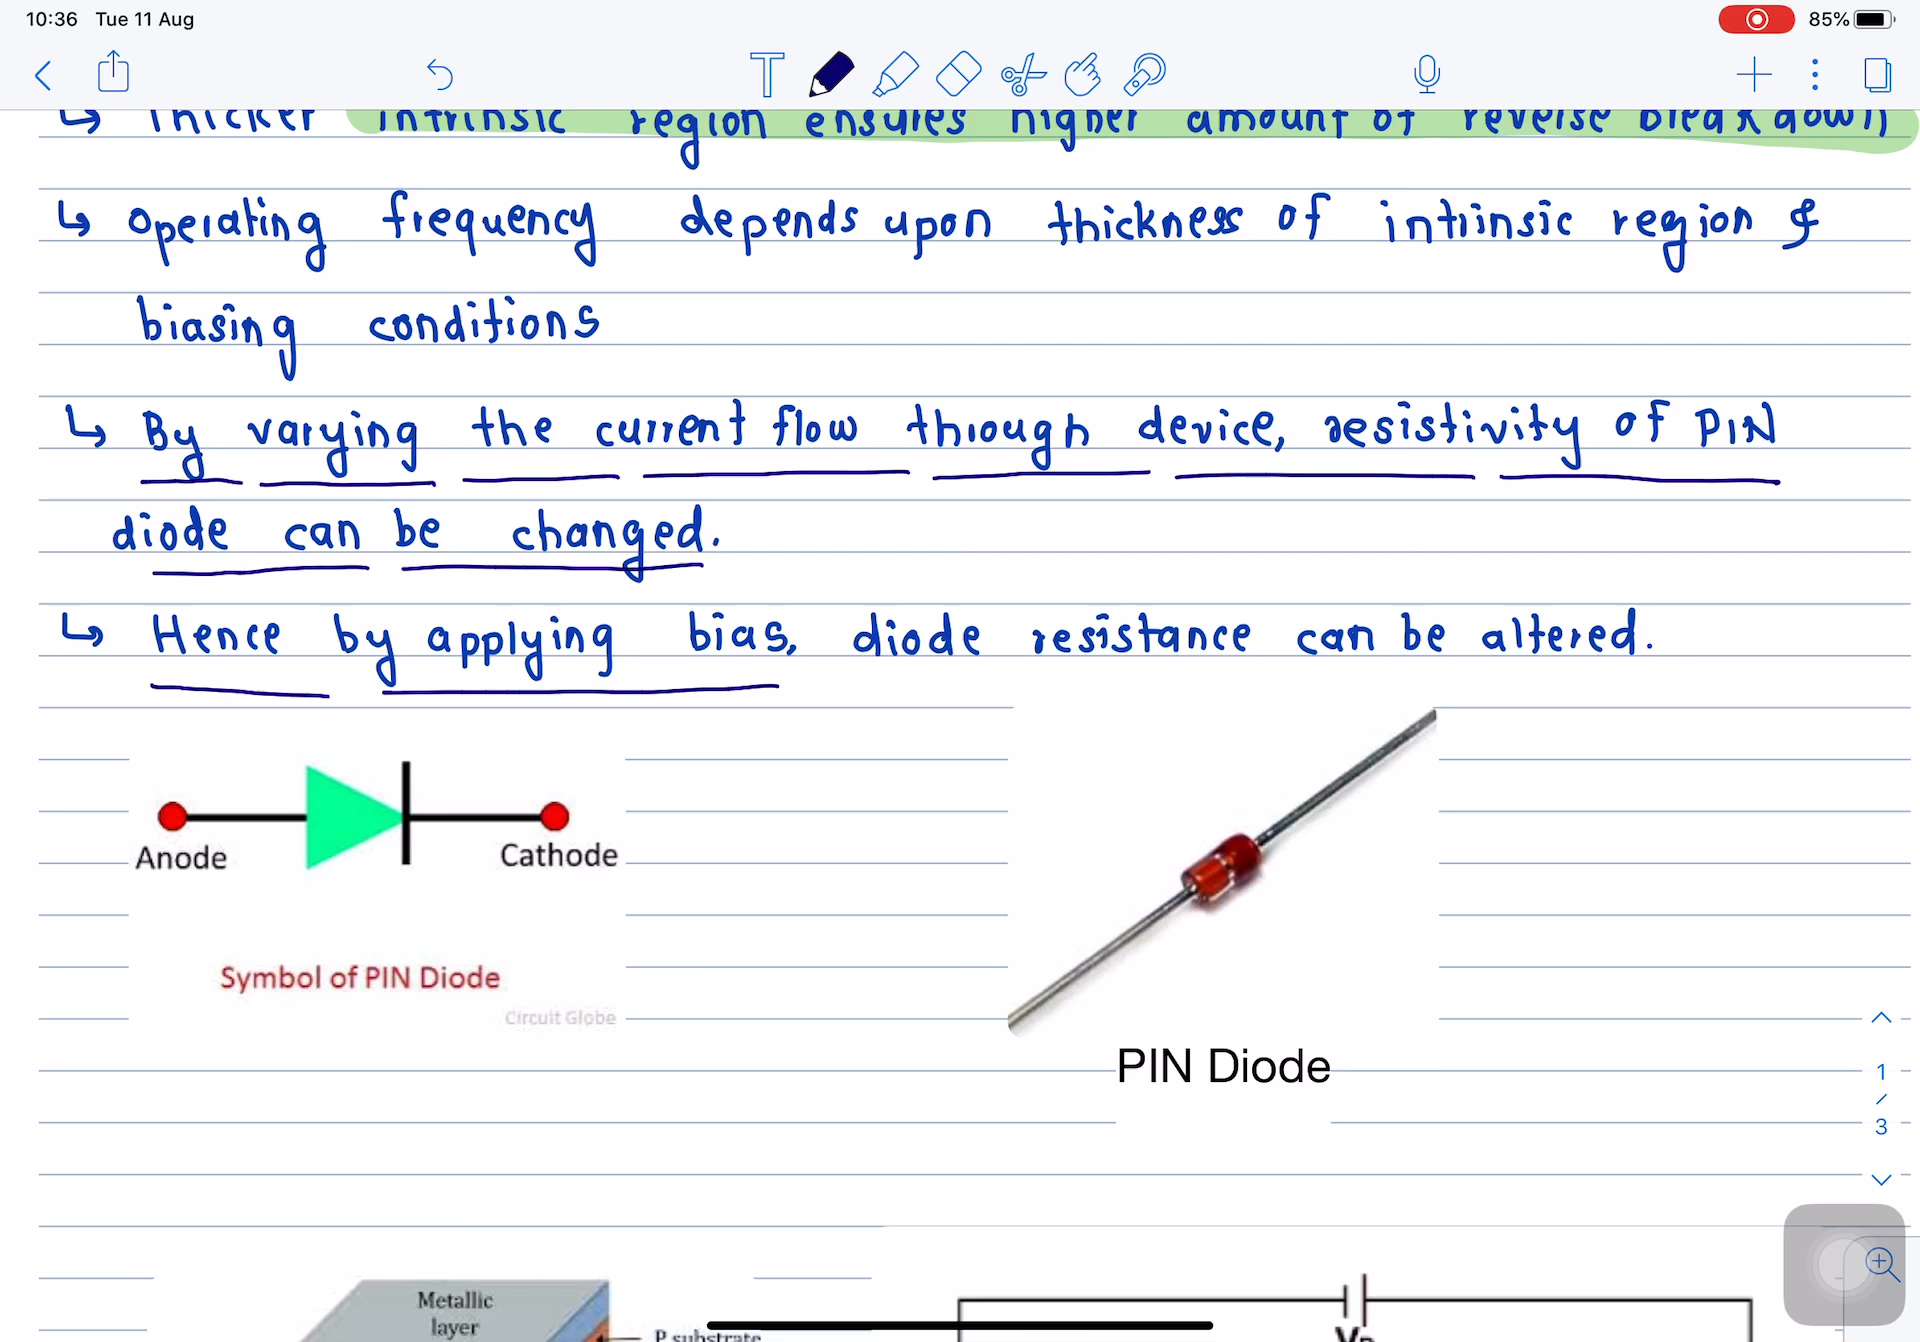 10:36 Tue 11 Aug 85%
↳ Thicker intrinsic region ensures higher amount of reverse breakdown
↳ operating frequency depends upon thickness of intrinsic region &
biasing conditions
↳ By varying the current flow through device, resistivity of PIN
diode can be changed.
↳ Hence by applying bias, diode resistance can be altered.
Anode Cathode
Symbol of PIN Diode
Circuit Globe
PIN Diode
1
/
3
Metallic
layer
P substrate